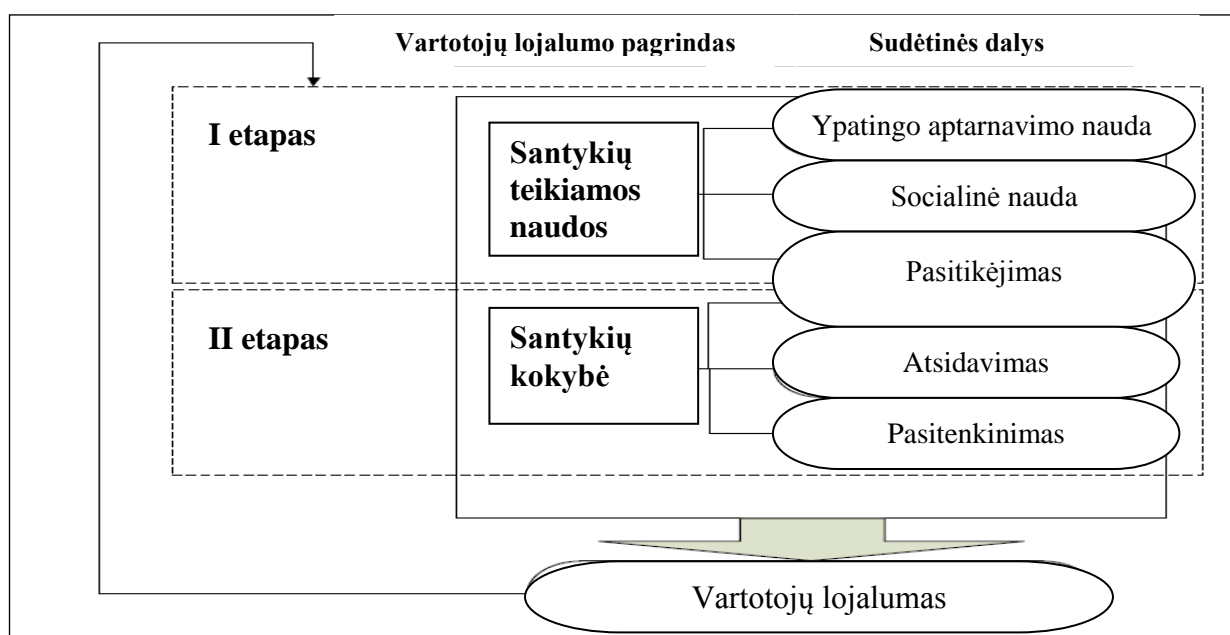 Vartotojų lojalumo pagrindas
Sudėtinės dalys
I etapas
Santykių
teikiamos
naudos
Ypatingo aptarnavimo nauda
Socialinė nauda
Pasitikėjimas
II etapas
Santykių
kokybė
Atsidavimas
Pasitenkinimas
Vartotojų lojalumas